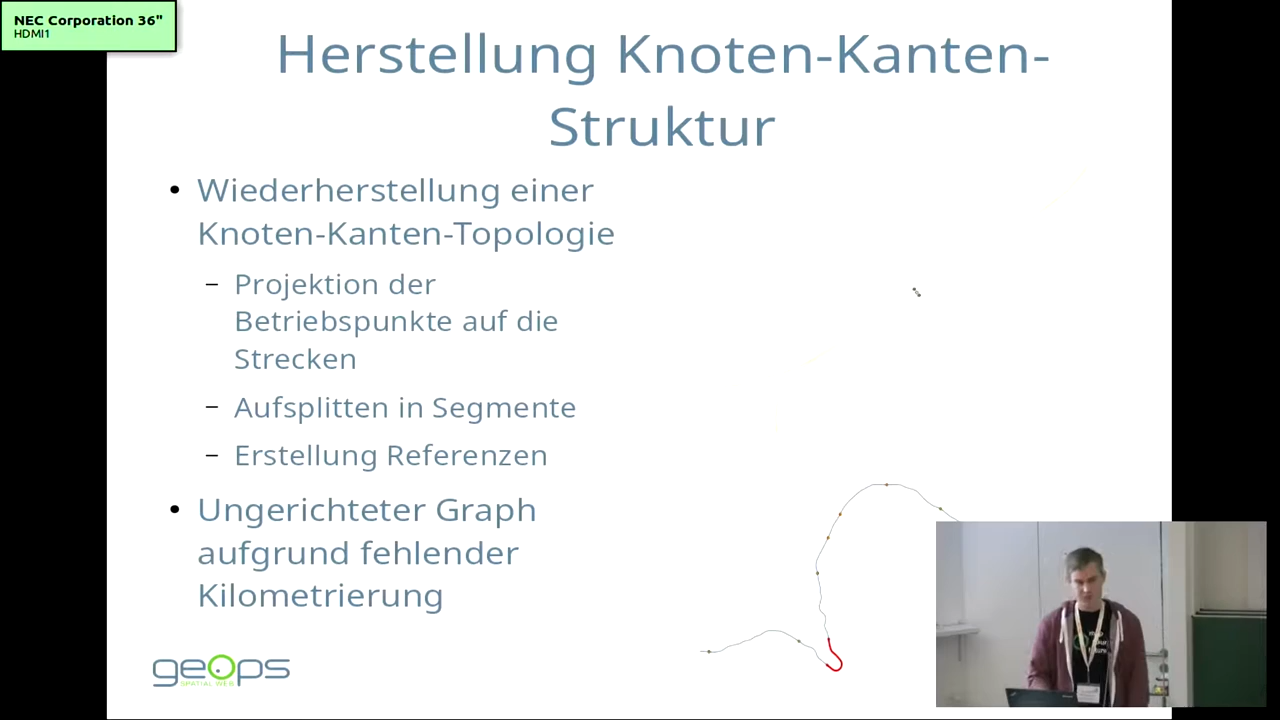 NEC Corporation 36"
HDMI1
Herstellung Knoten-Kanten-
Struktur
• Wiederherstellung einer
Knoten-Kanten-Topologie
– Projektion der
Betriebspunkte auf die
Strecken
– Aufsplitten in Segmente
– Erstellung Referenzen
• Ungerichteter Graph
aufgrund fehlender
Kilometrierung
geOps
SPATIAL WEB